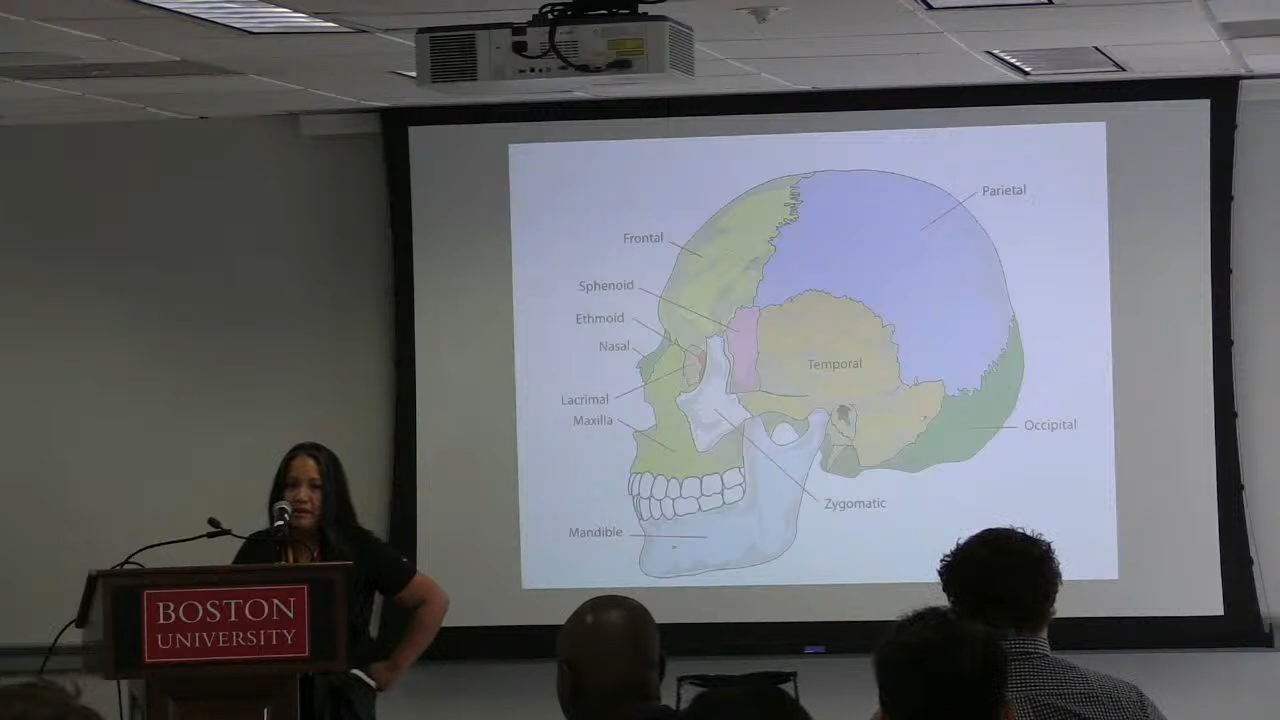 Parietal
Frontal
Sphenoid
Ethmoid
Nasal
Temporal
Lacrimal
Maxilla
Occipital
Zygomatic
Mandible
BOSTON
UNIVERSITY